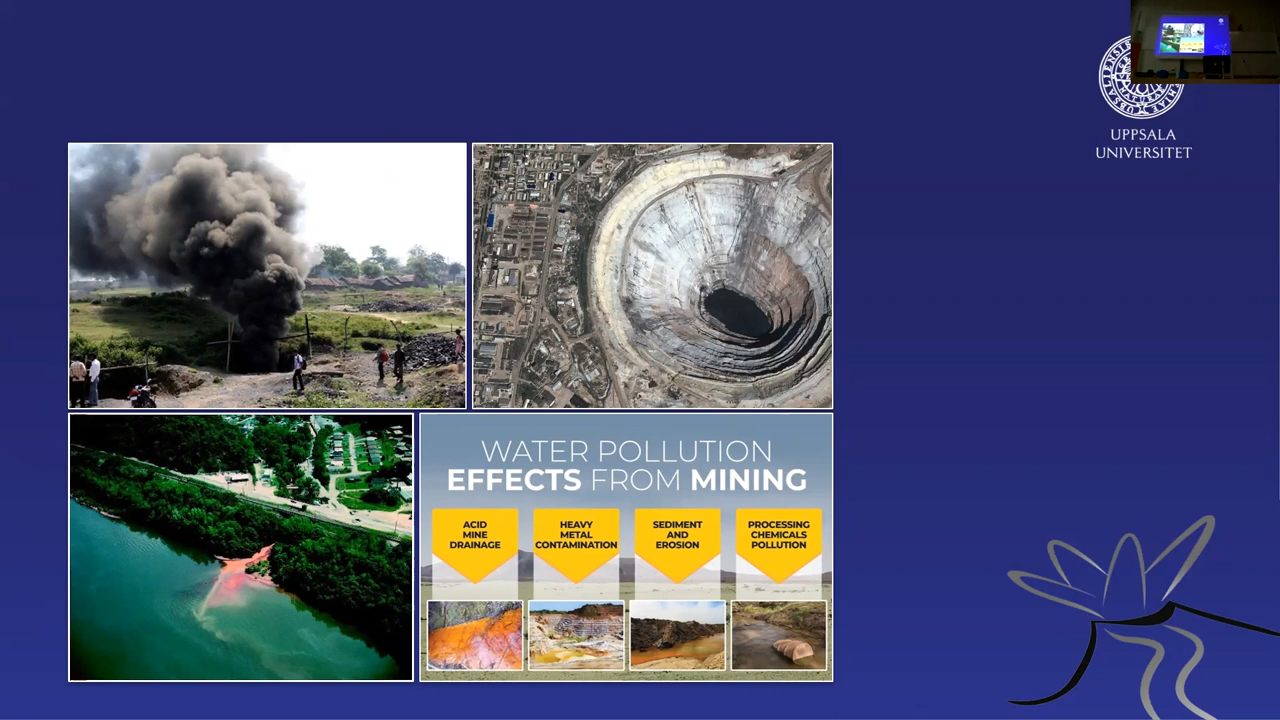 UPPSALA
UNIVERSITET
WATER POLLUTION
EFFECTS FROM MINING
ACID
MINE
DRAINAGE
HEAVY
METAL
CONTAMINATION
SEDIMENT
AND
EROSION
PROCESSING
CHEMICALS
POLLUTION